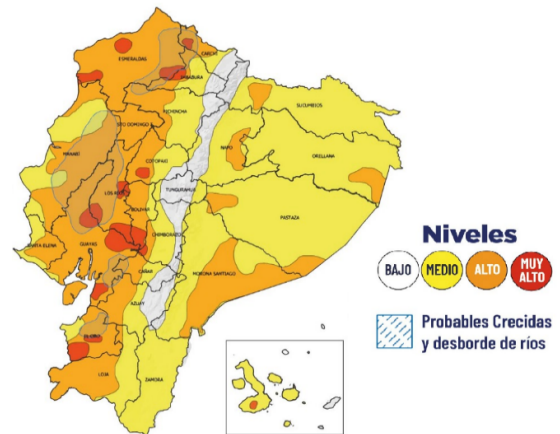 CARCHI
ESMERALDAS
IMBABURA
SUCUMBIOS
PICHINCHA
SANTO DOMINGO
ORELLANA
NAPO
MANABI
COTOPAXI
TUNGURAHUA
LOS RIOS
BOLIVAR
PASTAZA
CHIMBORAZO
SANTA ELENA
GUAYAS
MORONA SANTIAGO
CAÑAR
AZUAY
EL ORO
LOJA
ZAMORA
Niveles
BAJO
MEDIO
ALTO
MUY
ALTO
Probables Crecidas
y desborde de ríos